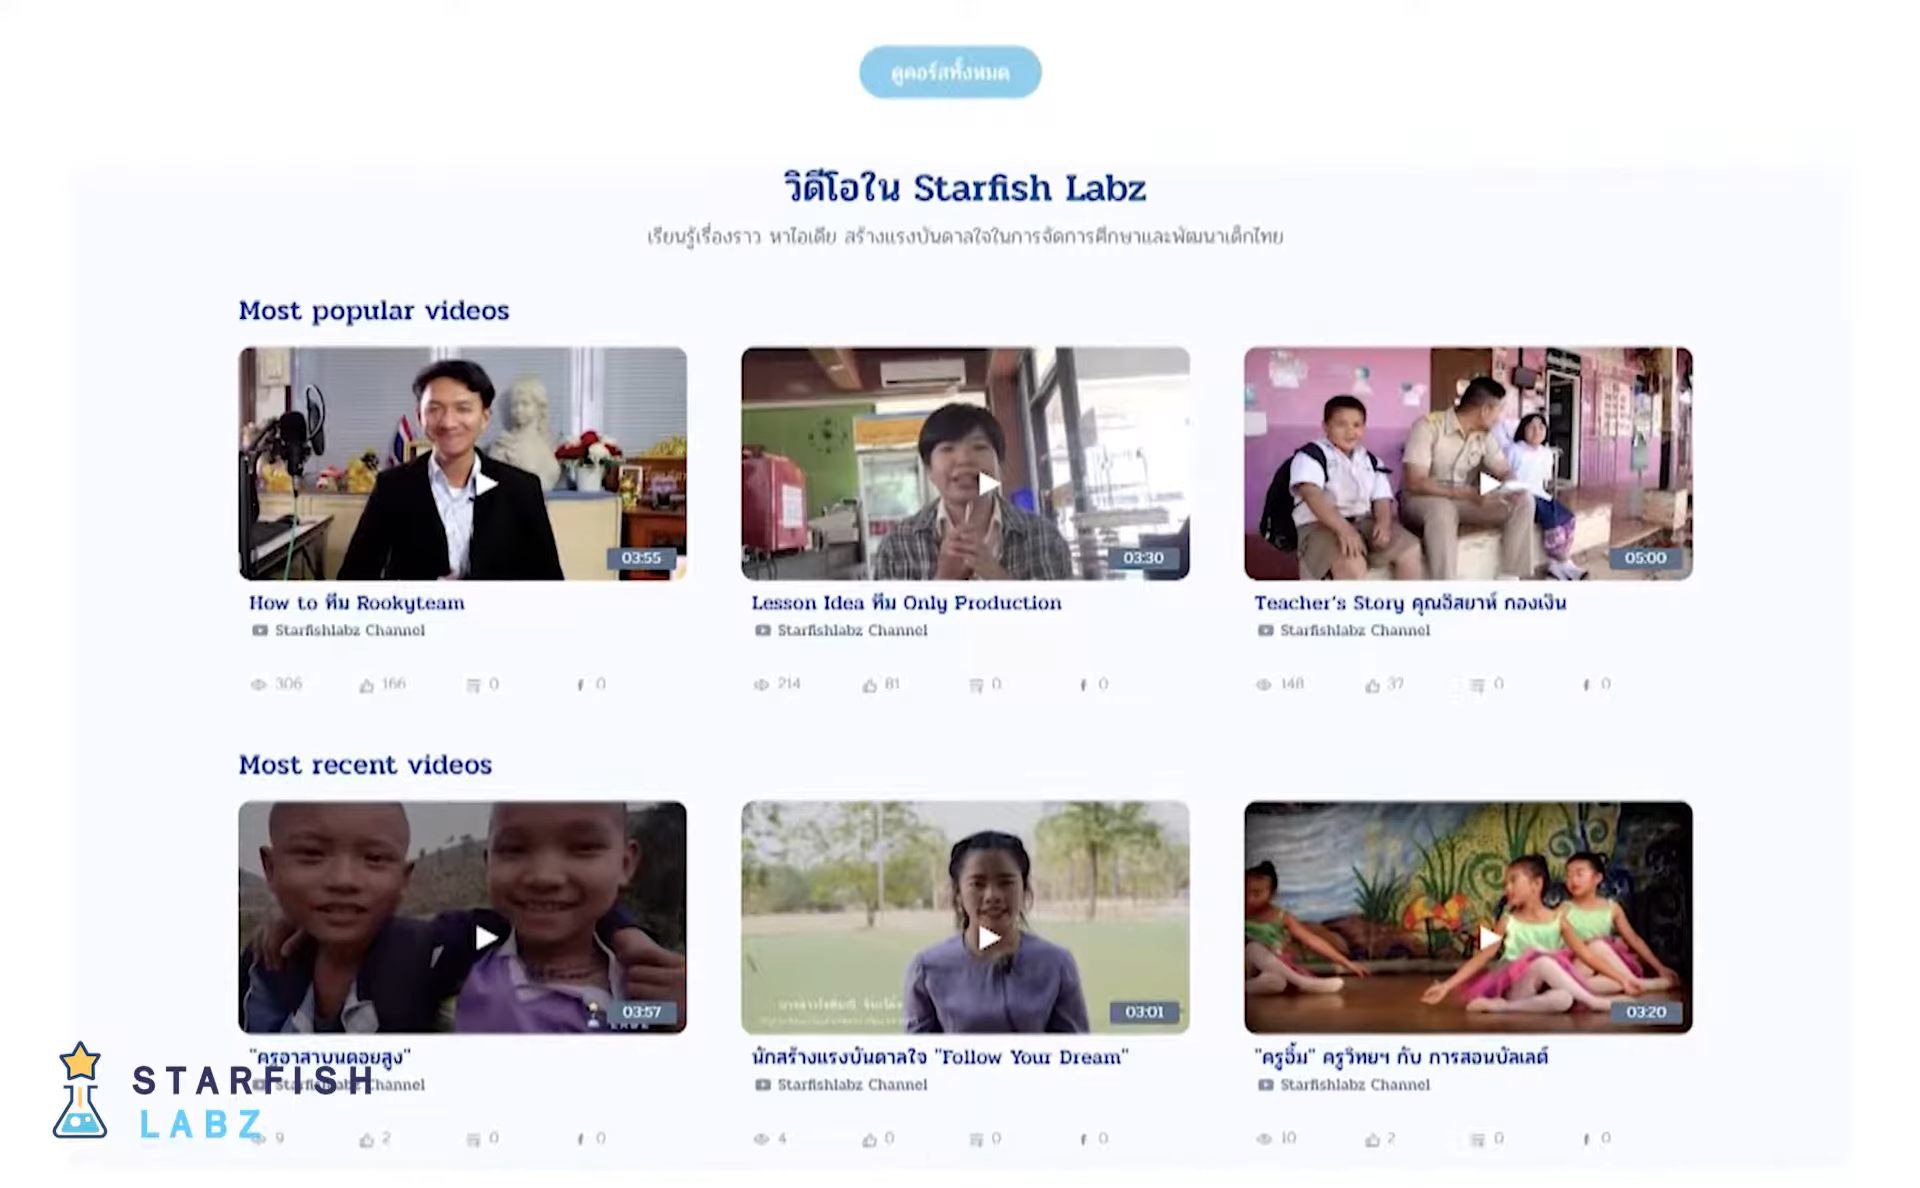 ดูคอร์สทั้งหมด
วิดีโอใน Starfish Labz
เรียนรู้เรื่องราว หาไอเดีย สร้างแรงบันดาลใจในการจัดการศึกษาและพัฒนาเด็กไทย
Most popular videos
03:55
03:30
05:00
How to ทีม Rookyteam
Lesson Idea ทีม Only Production
Teacher's Story คุณอิสยาห์ กองเงิน
Starfishlabz Channel
Starfishlabz Channel
Starfishlabz Channel
306 166 0 0
214 81 0 0
148 37 0 0
Most recent videos
03:57
03:01
03:20
"ครูอาสาบนดอยสูง"
นักสร้างแรงบันดาลใจ "Follow Your Dream"
"ครูอิ๊ม" ครูวิทยฯ กับ การสอนบัลเลต์
Starfishlabz Channel
Starfishlabz Channel
Starfishlabz Channel
9 2 0 0
4 0 0 0
10 2 0 0
STARFISH
LABZ